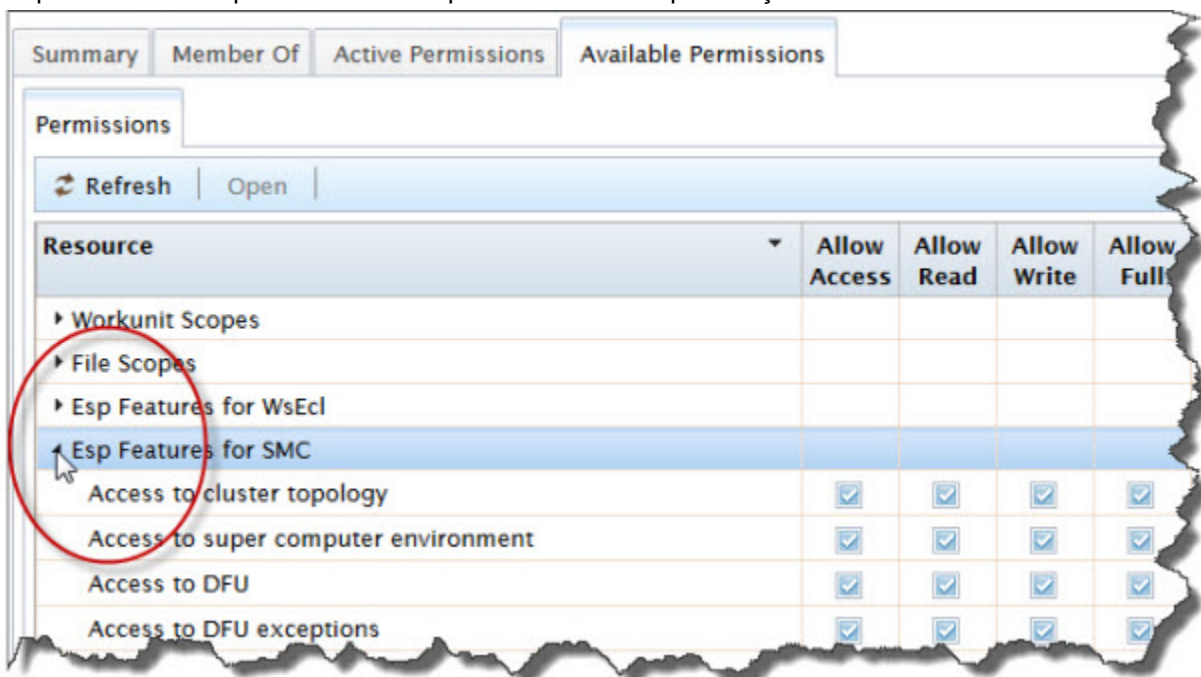 Summary Member Of Active Permissions Available Permissions
Permissions
Refresh Open
Resource Allow Access Allow Read Allow Write Allow Full
Workunit Scopes
File Scopes
Esp Features for WsEcl
Esp Features for SMC
Access to cluster topology
Access to super computer environment
Access to DFU
Access to DFU exceptions